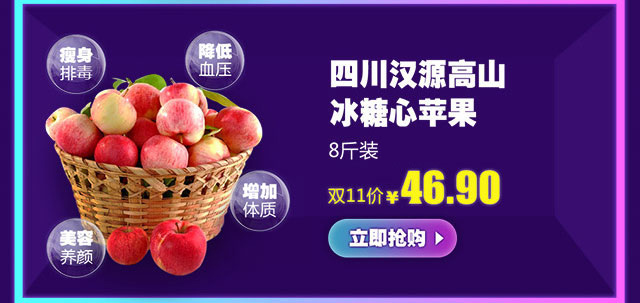 瘦身
排毒
降低
血压
增加
体质
美容
养颜
四川汉源高山
冰糖心苹果
8斤装
双11价¥46.90
立即抢购